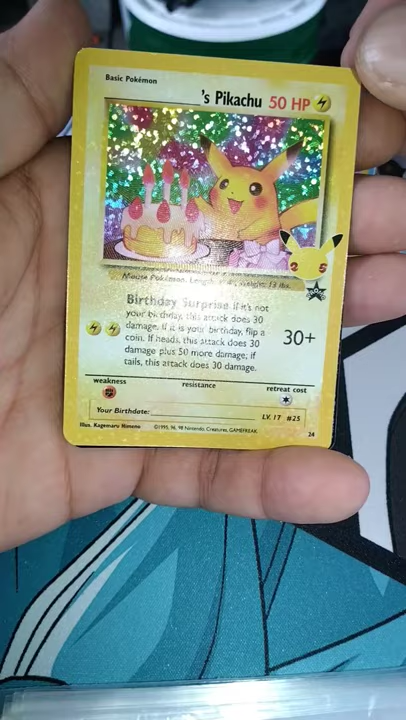 Basic Pokémon
____________'s Pikachu 50 HP
25
Mouse Pokémon. Length
Weight: 13 lbs.
Birthday Surprise If it's not
your birthday, this attack does 30
damage. If it is your birthday, flip a
coin. If heads, this attack does 30
damage plus 50 more damage; if
tails, this attack does 30 damage.
30+
weakness resistance retreat cost
Your Birthdate: ____________
LV. 17 #25
Illus. Kagemaru Himeno ©1995, 96, 98 Nintendo, Creatures, GAMEFREAK. 24